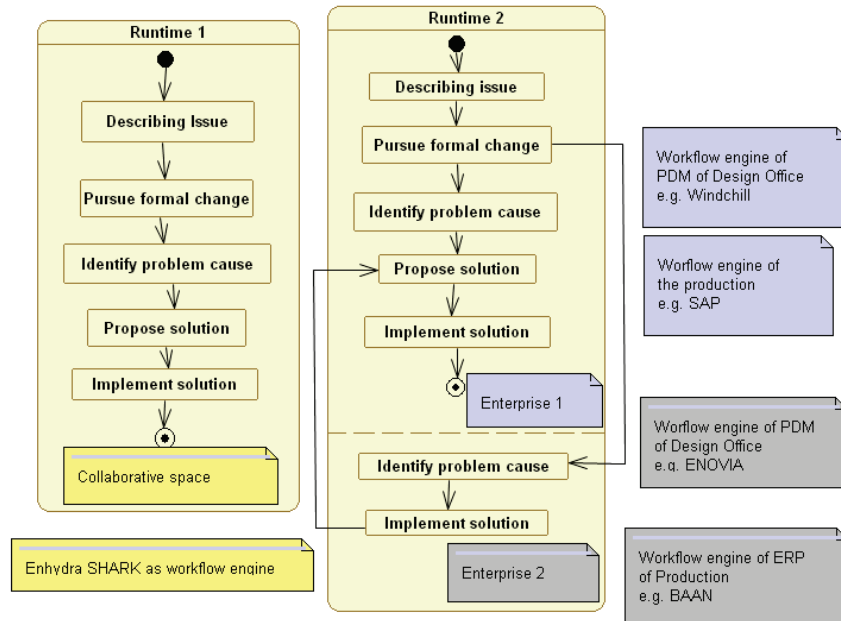 Runtime 1
Describing Issue
Pursue formal change
Identify problem cause
Propose solution
Implement solution
Collaborative space
Enhydra SHARK as workflow engine
Runtime 2
Describing issue
Pursue formal change
Identify problem cause
Propose solution
Implement solution
Enterprise 1
Identify problem cause
Implement solution
Enterprise 2
Workflow engine of
PDM of Design Office
e.g. Windchill
Worflow engine of
the production
e.g. SAP
Worflow engine of PDM
of Design Office
e.g. ENOVIA
Workflow engine of ERP
of Production
e.g. BAAN